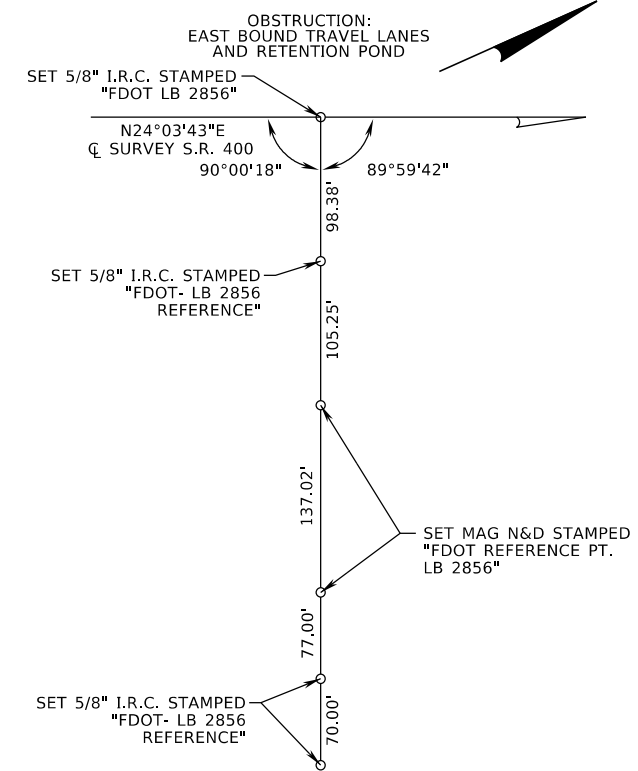 OBSTRUCTION:
EAST BOUND TRAVEL LANES
AND RETENTION POND
SET 5/8" I.R.C. STAMPED
"FDOT LB 2856"
N24°03'43"E
℄ SURVEY S.R. 400
90°00'18"
89°59'42"
98.38'
SET 5/8" I.R.C. STAMPED
"FDOT- LB 2856
REFERENCE"
105.25'
137.02'
SET MAG N&D STAMPED
"FDOT REFERENCE PT.
LB 2856"
77.00'
SET 5/8" I.R.C. STAMPED
"FDOT- LB 2856
REFERENCE"
70.00'